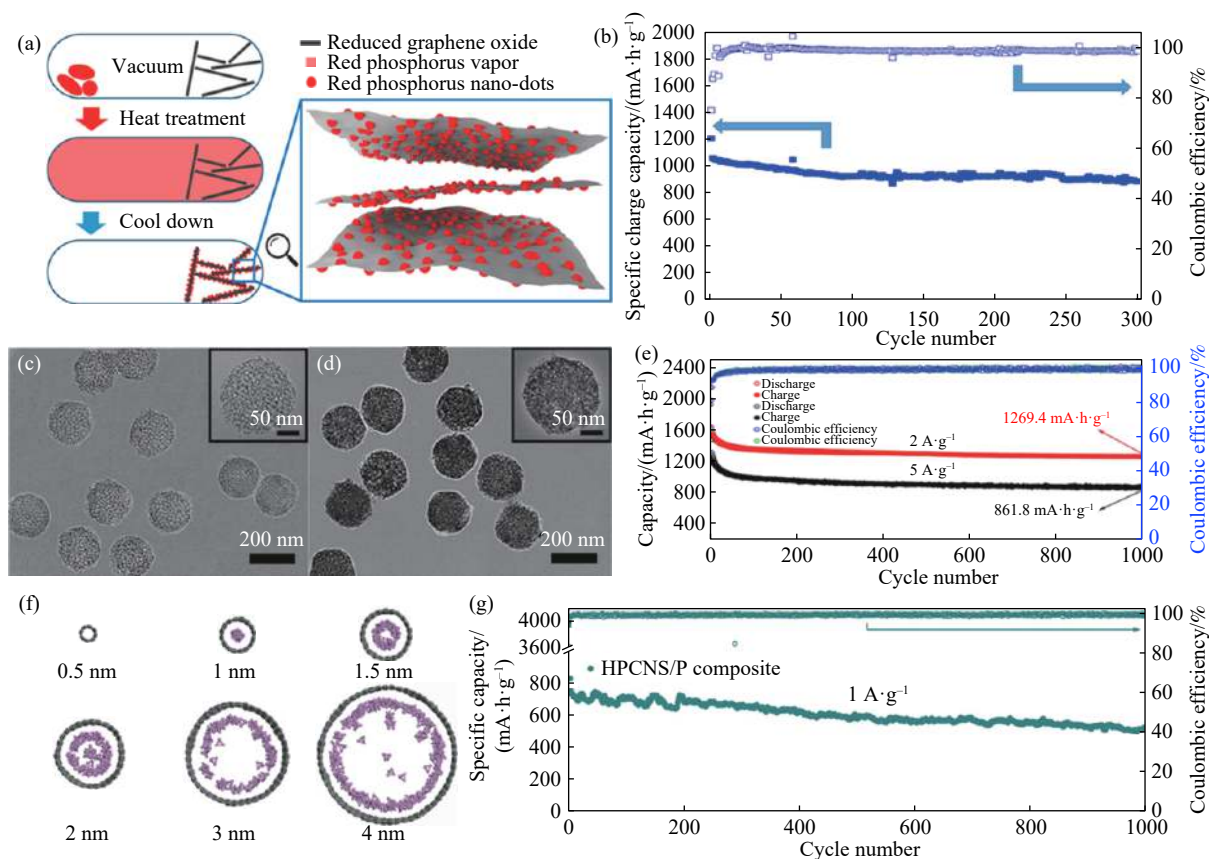 (a)
Vacuum
Heat treatment
Cool down
Reduced graphene oxide
Red phosphorus vapor
Red phosphorus nano-dots
(b)
Specific charge capacity/(mA·h·g⁻¹)
2000
1800
1600
1400
1200
1000
800
600
400
200
0
0 50 100 150 200 250 300
Cycle number
100
80
60
40
20
0
Coulombic efficiency/%
(c)
50 nm
200 nm
(d)
50 nm
200 nm
(e)
Capacity/(mA·h·g⁻¹)
2400
2000
1600
1200
800
400
Discharge
Charge
Discharge
Charge
Coulombic efficiency
Coulombic efficiency
2 A·g⁻¹
5 A·g⁻¹
1269.4 mA·h·g⁻¹
861.8 mA·h·g⁻¹
0 200 400 600 800 1000
Cycle number
100
80
60
40
20
0
Coulombic efficiency/%
(f)
0.5 nm
1 nm
1.5 nm
2 nm
3 nm
4 nm
(g)
Specific capacity/
(mA·h·g⁻¹)
4000
3600
800
600
400
200
0
HPCNS/P composite
1 A·g⁻¹
0 200 400 600 800 1000
Cycle number
100
80
60
40
20
0
Coulombic efficiency/%